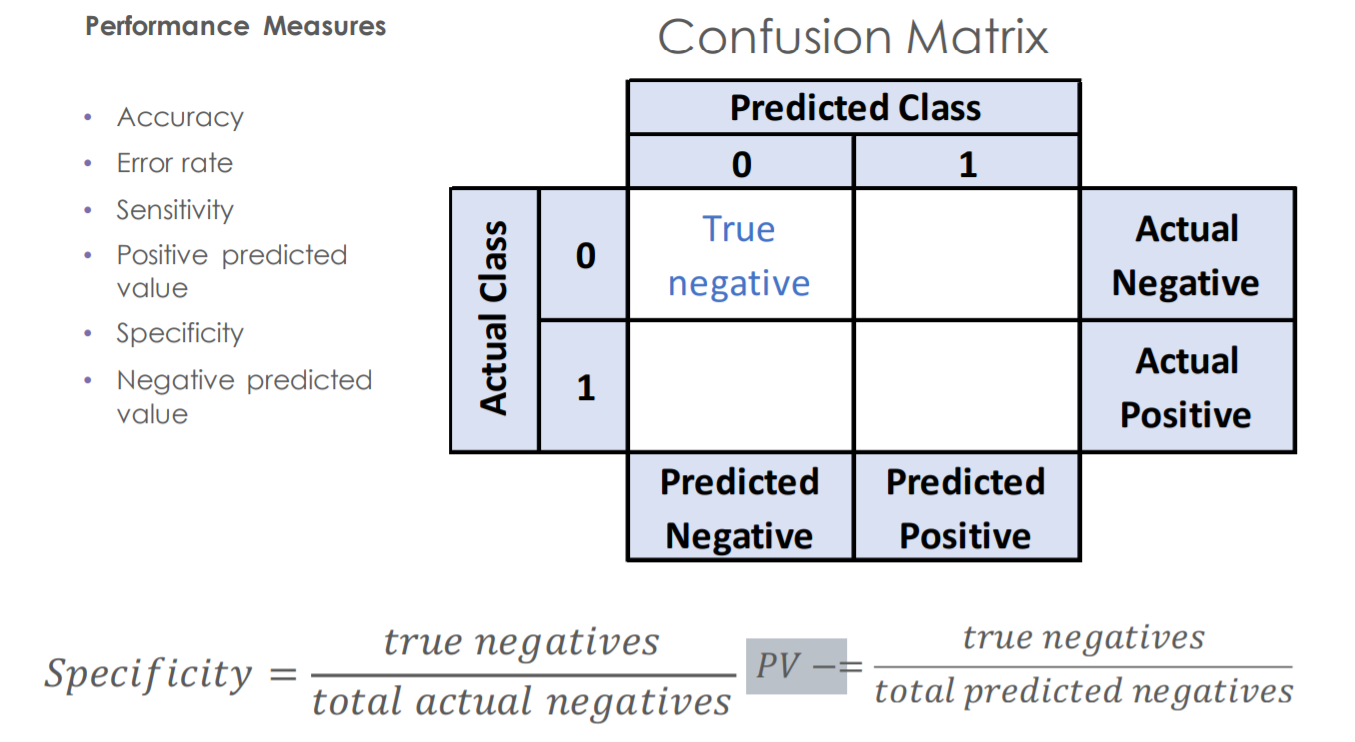 Performance Measures
• Accuracy
• Error rate
• Sensitivity
• Positive predicted
value
• Specificity
• Negative predicted
value
Confusion Matrix
Predicted Class
0 1
Actual Class
0
True
negative
Actual
Negative
1
Actual
Positive
Predicted
Negative
Predicted
Positive
Specificity = true negatives / total actual negatives
PV −= true negatives / total predicted negatives